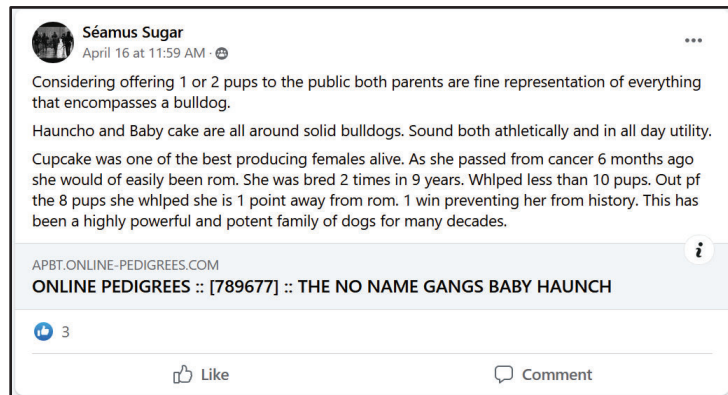 Séamus Sugar
April 16 at 11:59 AM ·
Considering offering 1 or 2 pups to the public both parents are fine representation of everything
that encompasses a bulldog.
Hauncho and Baby cake are all around solid bulldogs. Sound both athletically and in all day utility.
Cupcake was one of the best producing females alive. As she passed from cancer 6 months ago
she would of easily been rom. She was bred 2 times in 9 years. Whlped less than 10 pups. Out pf
the 8 pups she whlped she is 1 point away from rom. 1 win preventing her from history. This has
been a highly powerful and potent family of dogs for many decades.
APBT.ONLINE-PEDIGREES.COM
ONLINE PEDIGREES :: [789677] :: THE NO NAME GANGS BABY HAUNCH
3
Like Comment